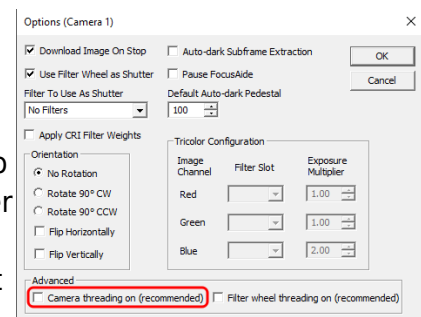 Options (Camera 1)
Download Image On Stop
Auto-dark Subframe Extraction
OK
Use Filter Wheel as Shutter
Pause FocusAide
Cancel
Filter To Use As Shutter
Default Auto-dark Pedestal
No Filters
100
Apply CRI Filter Weights
Tricolor Configuration
Orientation
Image Channel
Filter Slot
Exposure Multiplier
No Rotation
Red
1.00
Rotate 90° CW
Rotate 90° CCW
Green
1.00
Flip Horizontally
Flip Vertically
Blue
2.00
Advanced
Camera threading on (recommended)
Filter wheel threading on (recommended)